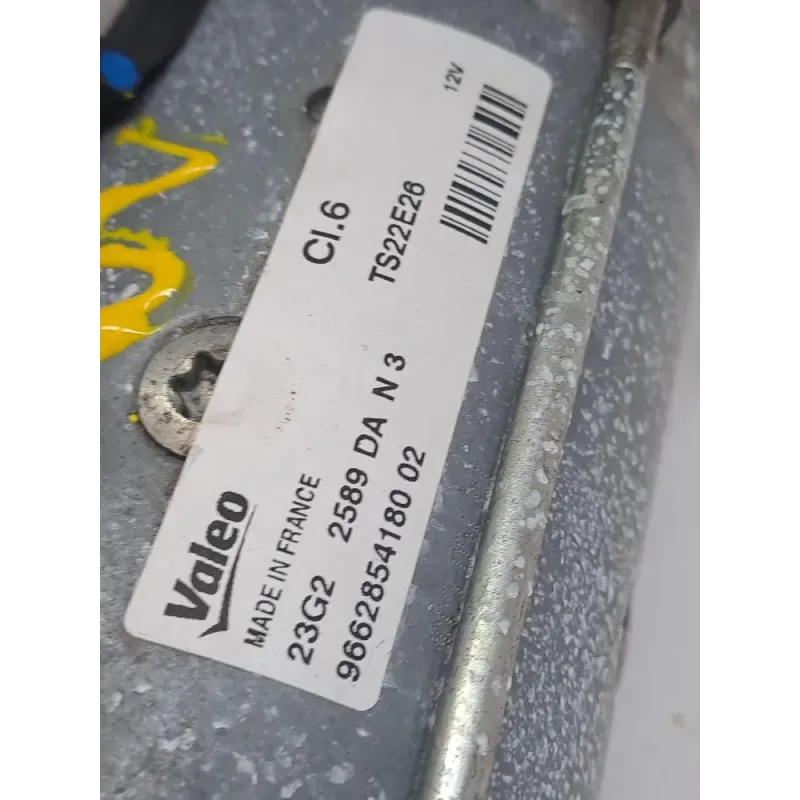 Valeo
MADE IN FRANCE
23G2 2589 DA N 3
9662854180 02
Cl.6
TS22E26
12V